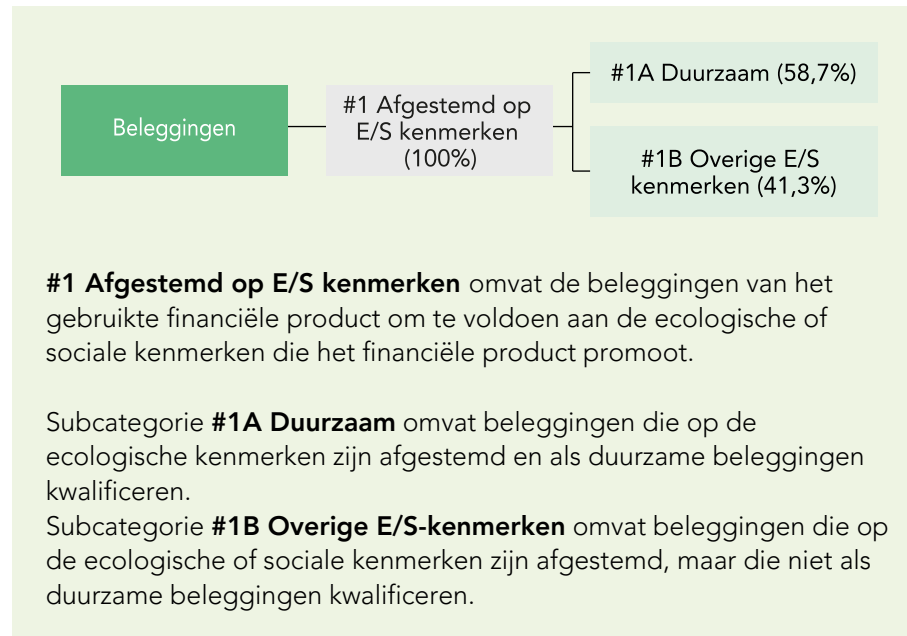 #1A Duurzaam (58,7%)
Beleggingen
#1 Afgestemd op
E/S kenmerken
(100%)
#1B Overige E/S
kenmerken (41,3%)
#1 Afgestemd op E/S kenmerken omvat de beleggingen van het
gebruikte financiële product om te voldoen aan de ecologische of
sociale kenmerken die het financiële product promoot.
Subcategorie #1A Duurzaam omvat beleggingen die op de
ecologische kenmerken zijn afgestemd en als duurzame beleggingen
kwalificeren.
Subcategorie #1B Overige E/S-kenmerken omvat beleggingen die op
de ecologische of sociale kenmerken zijn afgestemd, maar die niet als
duurzame beleggingen kwalificeren.